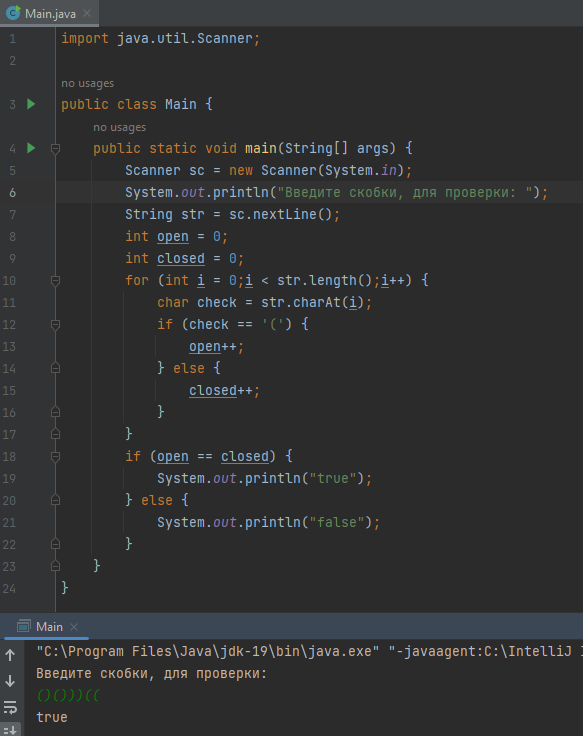 Main.java
1 import java.util.Scanner;
2
no usages
3 public class Main {
no usages
4 public static void main(String[] args) {
5 Scanner sc = new Scanner(System.in);
6 System.out.println("Введите скобки, для проверки: ");
7 String str = sc.nextLine();
8 int open = 0;
9 int closed = 0;
10 for (int i = 0;i < str.length();i++) {
11 char check = str.charAt(i);
12 if (check == '(') {
13 open++;
14 } else {
15 closed++;
16 }
17 }
18 if (open == closed) {
19 System.out.println("true");
20 } else {
21 System.out.println("false");
22 }
23 }
24 }
Main
"C:\Program Files\Java\jdk-19\bin\java.exe" "-javaagent:C:\IntelliJ
Введите скобки, для проверки:
()()))((
true